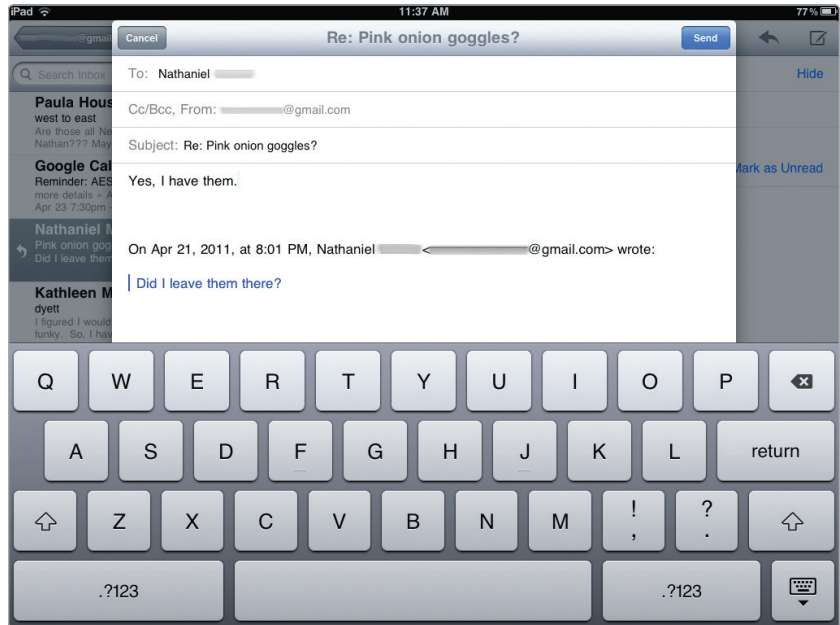 iPad 11:37 AM 77%
@gmail Cancel Re: Pink onion goggles? Send
Search Inbox To: Nathaniel Hide
Paula Hous
west to east
Are those all Ne
Nathan??? May
Cc/Bcc, From: @gmail.com
Subject: Re: Pink onion goggles?
Google Cal
Reminder: AES
more details » A
Apr 23 7:30pm -
Yes, I have them.
Mark as Unread
Nathaniel M
Pink onion gog
Did I leave them
On Apr 21, 2011, at 8:01 PM, Nathaniel < @gmail.com> wrote:
Did I leave them there?
Kathleen M
dyett
I figured I would
funky. So, I hav
Q W E R T Y U I O P
A S D F G H J K L return
Z X C V B N M ! , ? .
.?123 .?123